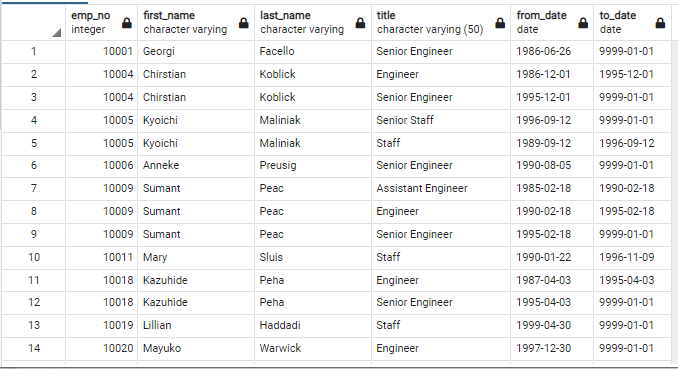 emp_no integer first_name character varying last_name character varying title character varying (50) from_date date to_date date
1 10001 Georgi Facello Senior Engineer 1986-06-26 9999-01-01
2 10004 Chirstian Koblick Engineer 1986-12-01 1995-12-01
3 10004 Chirstian Koblick Senior Engineer 1995-12-01 9999-01-01
4 10005 Kyoichi Maliniak Senior Staff 1996-09-12 9999-01-01
5 10005 Kyoichi Maliniak Staff 1989-09-12 1996-09-12
6 10006 Anneke Preusig Senior Engineer 1990-08-05 9999-01-01
7 10009 Sumant Peac Assistant Engineer 1985-02-18 1990-02-18
8 10009 Sumant Peac Engineer 1990-02-18 1995-02-18
9 10009 Sumant Peac Senior Engineer 1995-02-18 9999-01-01
10 10011 Mary Sluis Staff 1990-01-22 1996-11-09
11 10018 Kazuhide Peha Engineer 1987-04-03 1995-04-03
12 10018 Kazuhide Peha Senior Engineer 1995-04-03 9999-01-01
13 10019 Lillian Haddadi Staff 1999-04-30 9999-01-01
14 10020 Mayuko Warwick Engineer 1997-12-30 9999-01-01